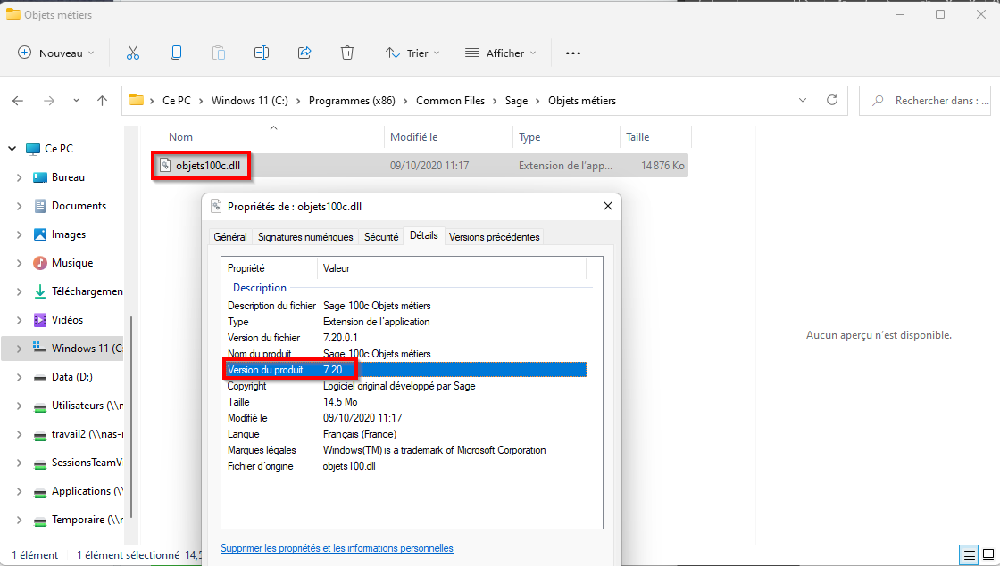 Objets métiers
Nouveau
Trier
Afficher
Ce PC > Windows 11 (C:) > Programmes (x86) > Common Files > Sage > Objets métiers
Rechercher dans : ...
Nom Modifié le Type Taille
objets100c.dll 09/10/2020 11:17 Extension de l'app... 14 876 Ko
Ce PC
Bureau
Documents
Images
Musique
Téléchargemen
Vidéos
Windows 11 (C:
Data (D:)
Utilisateurs (\\n
travail2 (\\nas-r
SessionsTeamV
Applications (\\
Temporaire (\\r
Propriétés de : objets100c.dll
Général Signatures numériques Sécurité Détails Versions précédentes
Propriété Valeur
Description
Description du fichier Sage 100c Objets métiers
Type Extension de l'application
Version du fichier 7.20.0.1
Nom du produit Sage 100c Objets métiers
Version du produit 7.20
Copyright Logiciel original développé par Sage
Taille 14,5 Mo
Modifié le 09/10/2020 11:17
Langue Français (France)
Marques légales Windows(TM) is a trademark of Microsoft Corporation
Fichier d'origine objets100.dll
Supprimer les propriétés et les informations personnelles
Aucun aperçu n'est disponible.
1 élément 1 élément sélectionné 14,5